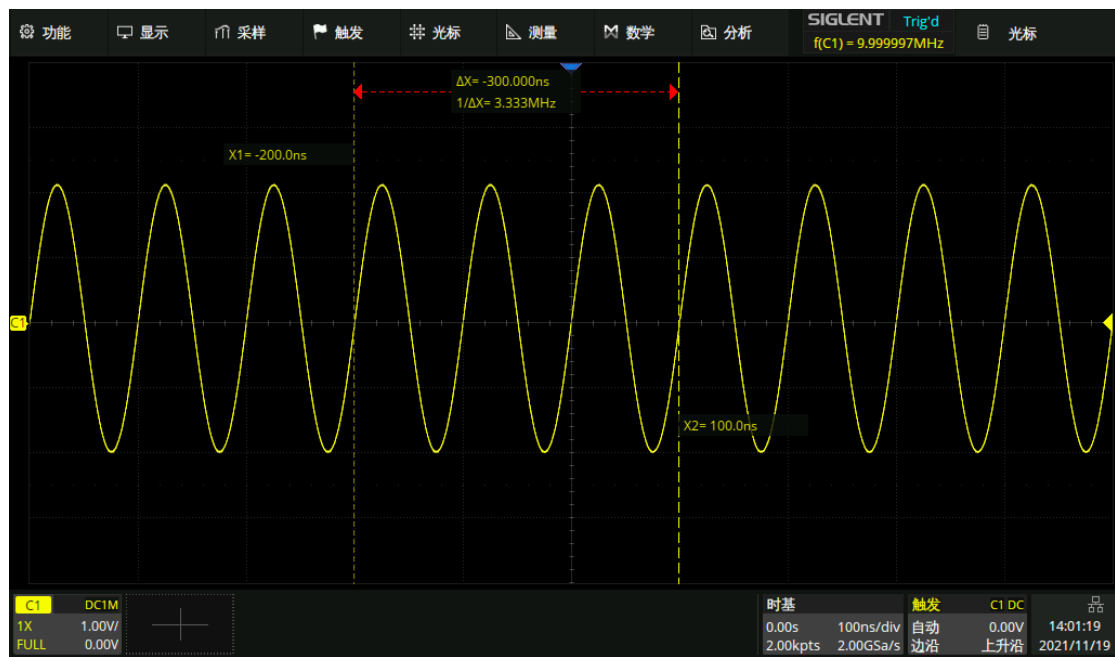 功能 显示 采样 触发 光标 测量 数学 分析 SIGLENT Trig'd 光标
f(C1) = 9.999997MHz
ΔX= -300.000ns
1/ΔX= 3.333MHz
X1= -200.0ns
C1
X2= 100.0ns
C1 DC1M
1X 1.00V/
FULL 0.00V
时基
0.00s 100ns/div
2.00kpts 2.00GSa/s
触发 C1 DC
自动 0.00V
边沿 上升沿
14:01:19
2021/11/19